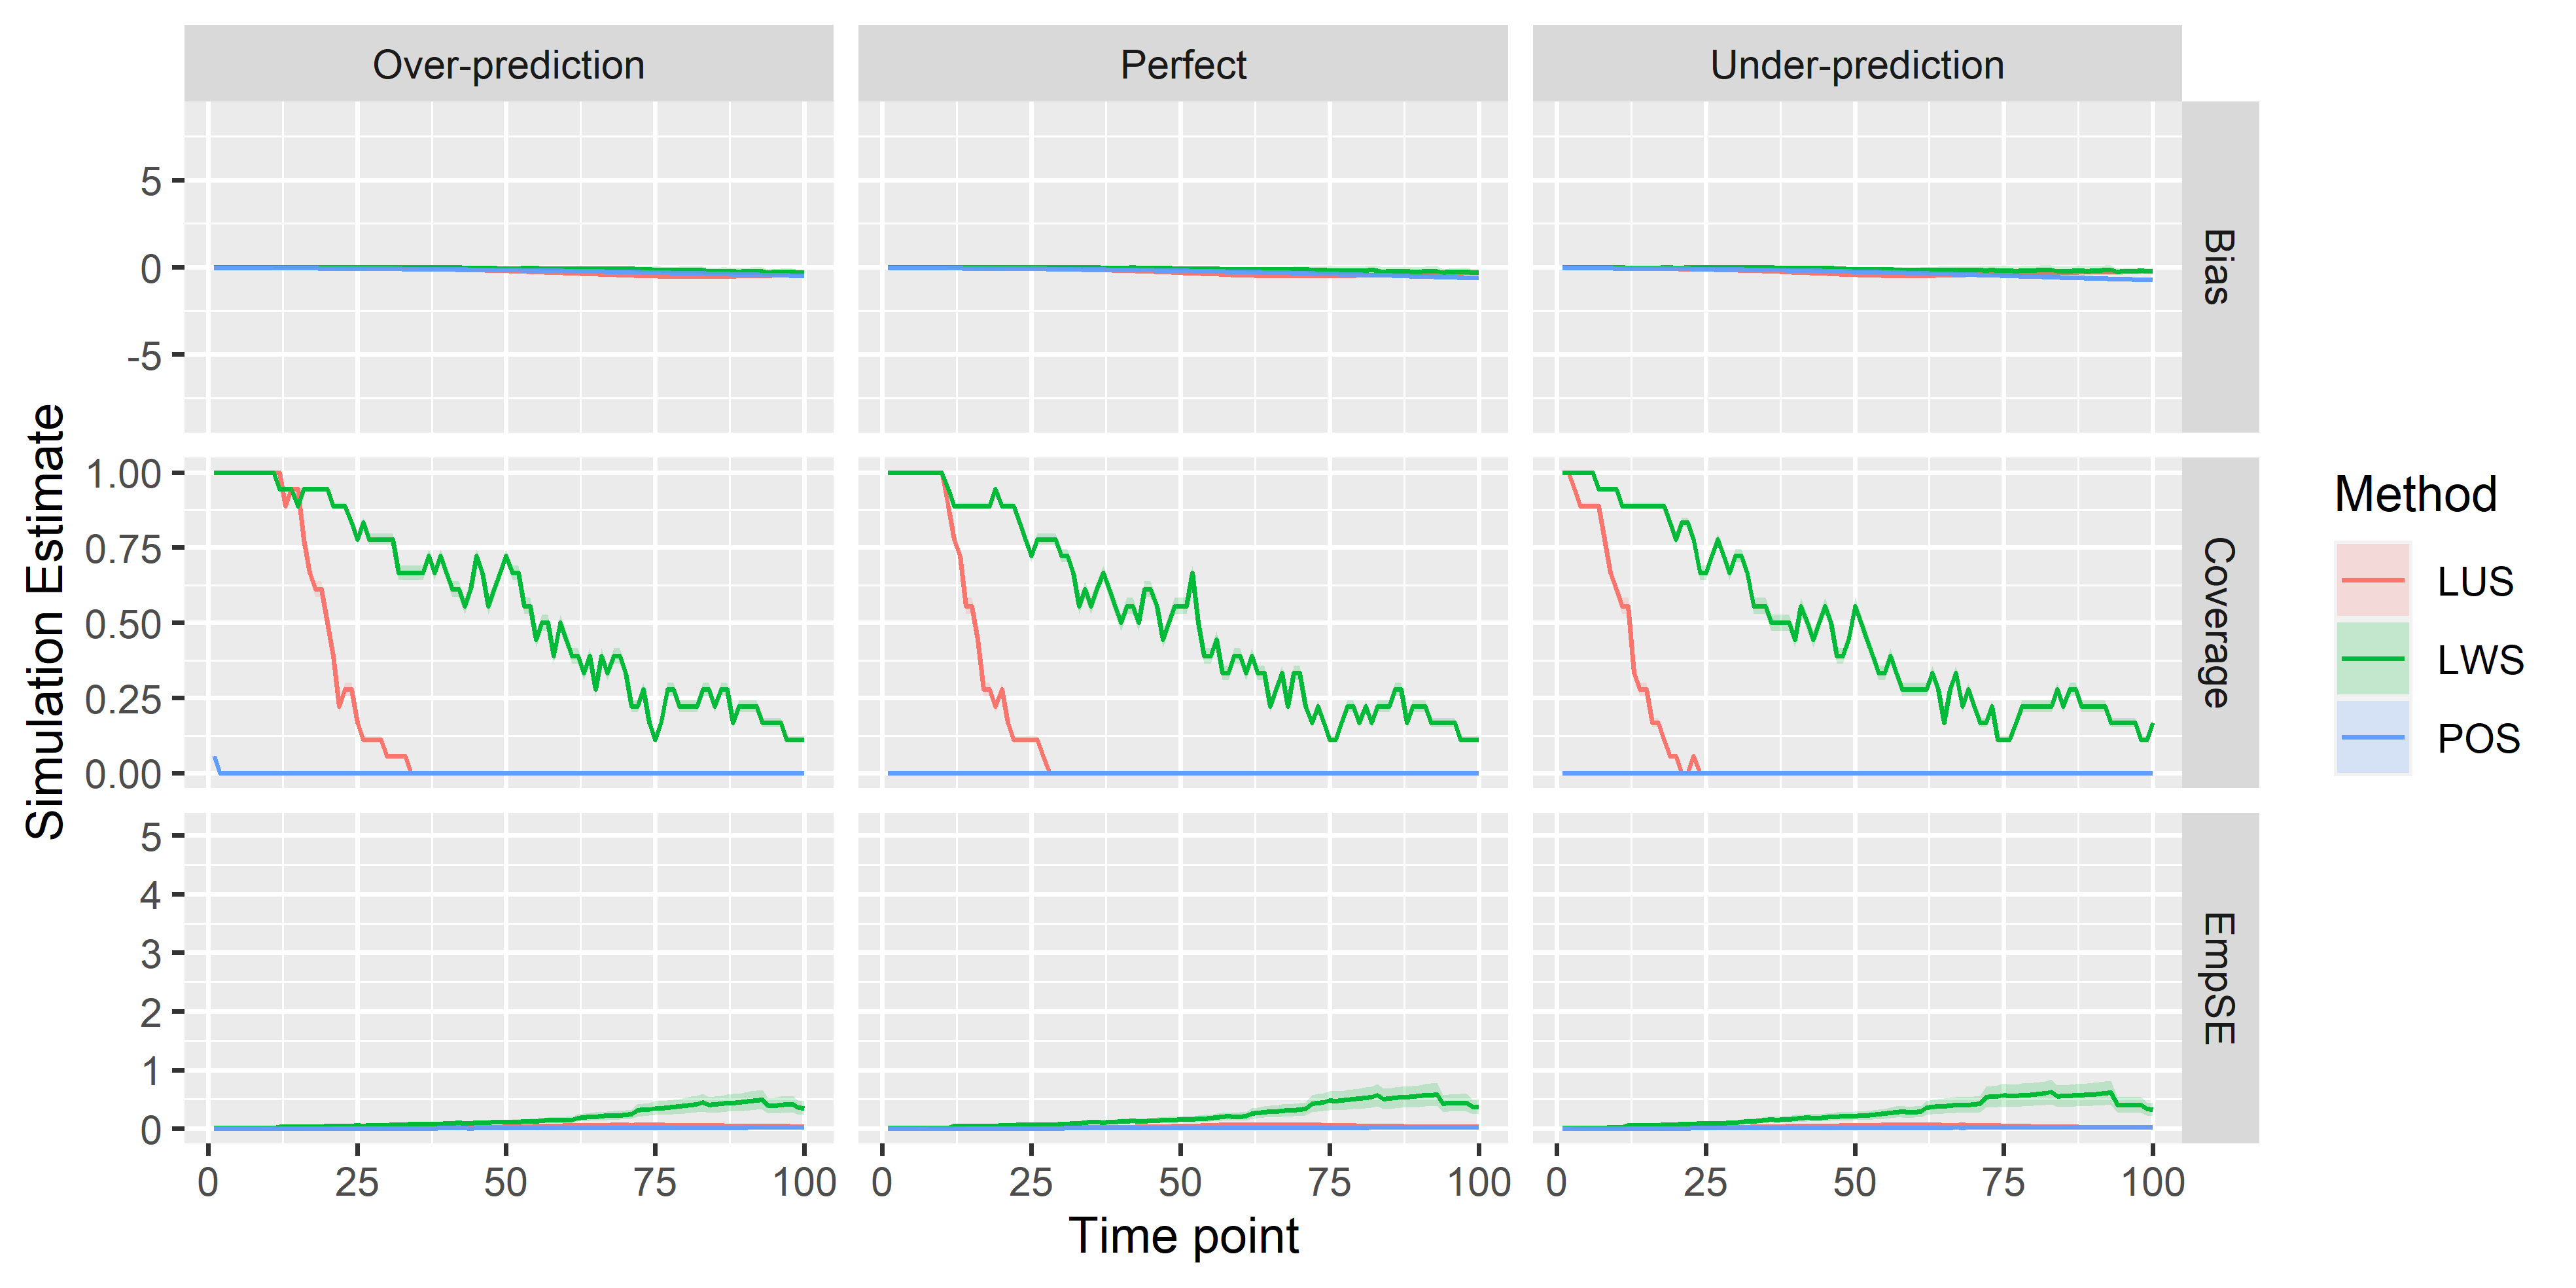 Over-prediction
Perfect
Under-prediction
5
0
-5
Bias
1.00
0.75
0.50
0.25
0.00
Coverage
5
4
3
2
1
0
EmpSE
0 25 50 75 100
0 25 50 75 100
0 25 50 75 100
Time point
Simulation Estimate
Method
LUS
LWS
POS